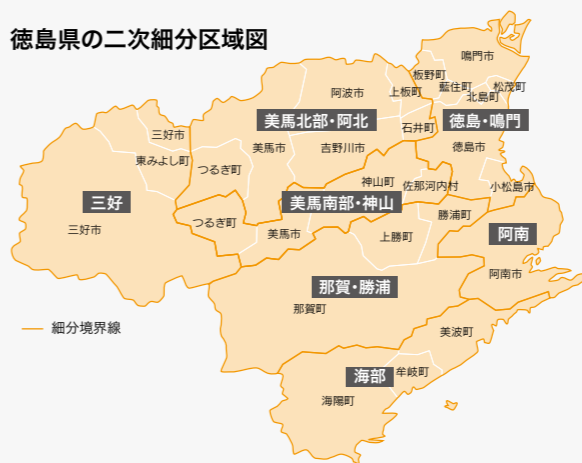 徳島県の二次細分区域図
鳴門市
板野町
松茂町
藍住町
北島町
阿波市
上板町
美馬北部・阿北
石井町
徳島・鳴門
三好市
東みよし町
つるぎ町
美馬市
吉野川市
徳島市
神山町
佐那河内村
小松島市
三好
美馬南部・神山
勝浦町
つるぎ町
三好市
美馬市
上勝町
阿南
阿南市
那賀・勝浦
那賀町
細分境界線
美波町
海部
牟岐町
海陽町